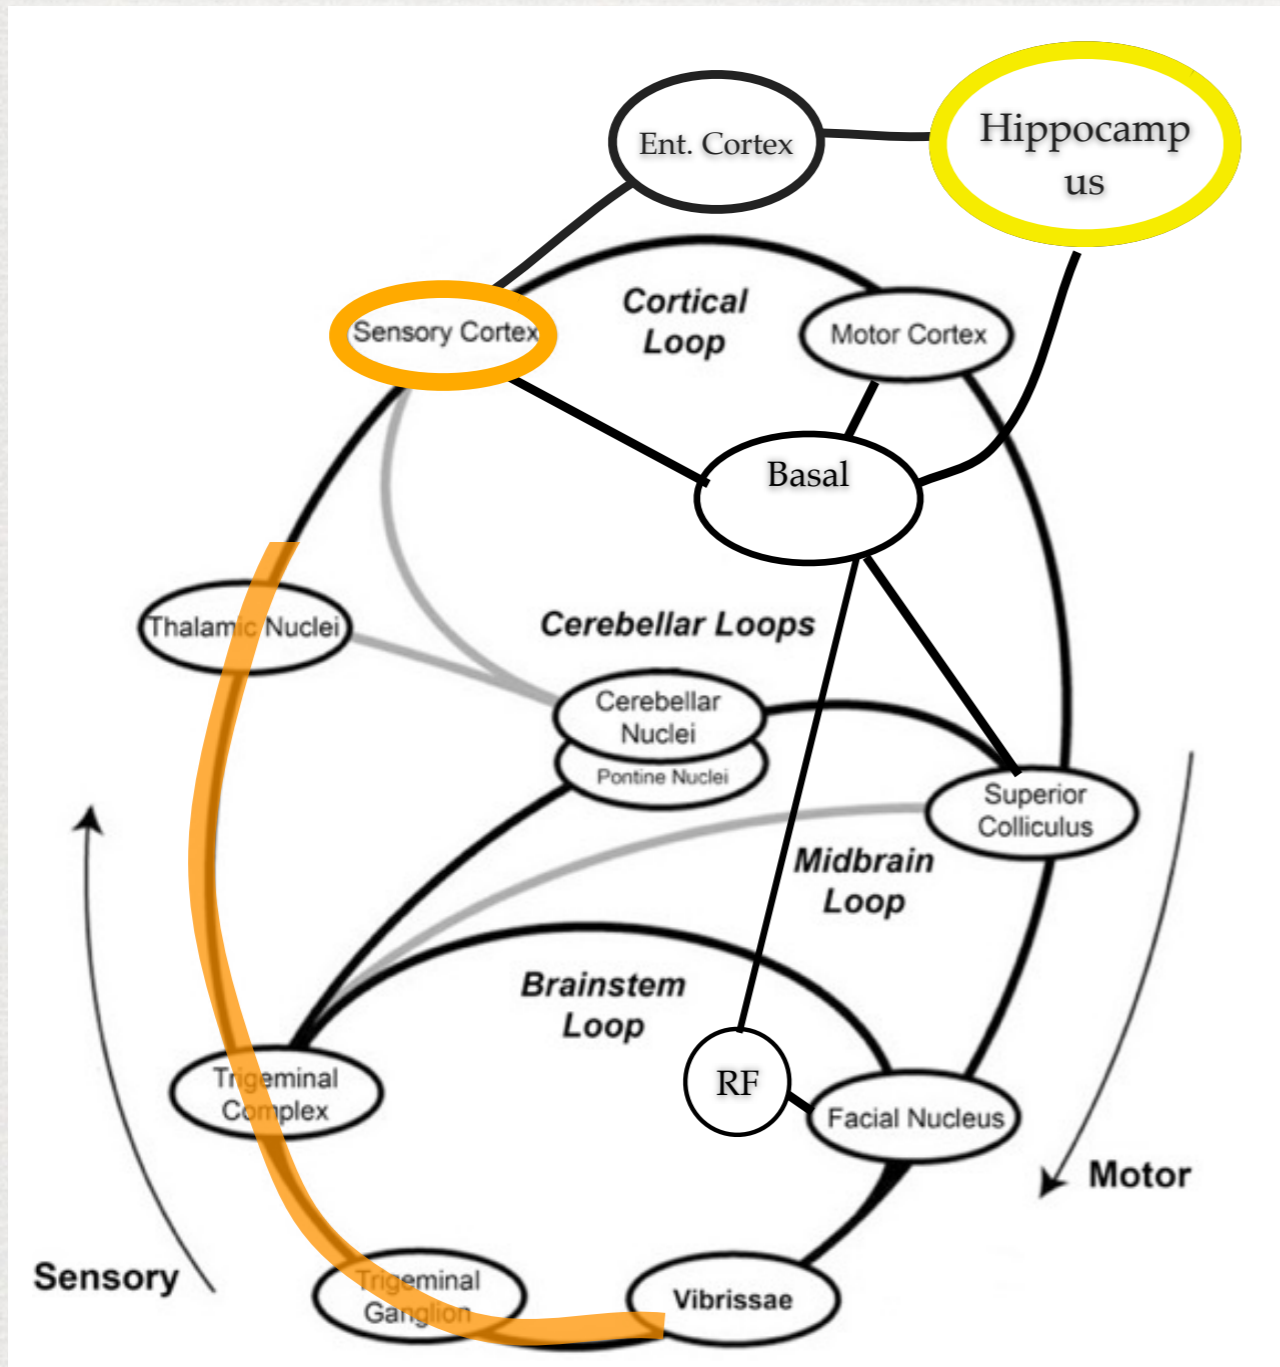 Ent. Cortex
Hippocamp
us
Cortical
Loop
Sensory Cortex
Motor Cortex
Basal
Thalamic Nuclei
Cerebellar Loops
Cerebellar
Nuclei
Pontine Nuclei
Superior
Colliculus
Midbrain
Loop
Brainstem
Loop
Trigeminal
Complex
RF
Facial Nucleus
Motor
Sensory
Trigeminal
Ganglion
Vibrissae